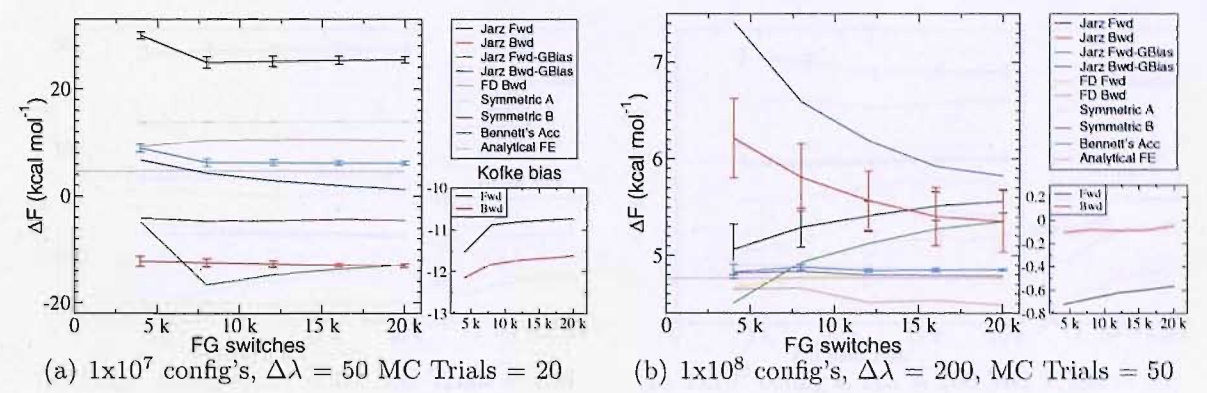 ΔF (kcal mol⁻¹)
20
10
0
-10
-20
0
5 k
10 k
15 k
20 k
FG switches
Jarz Fwd
Jarz Bwd
Jarz Fwd-GBias
Jarz Bwd-GBias
FD Bwd
Symmetric A
Symmetric B
Bennett's Acc
Analytical FE
Kofke bias
-10
-11
-12
-13
Fwd
Bwd
5 k 10 k 15 k 20 k
(a) 1x10⁷ config's, Δλ = 50 MC Trials = 20
ΔF (kcal mol⁻¹)
7
6
5
0
5 k
10 k
15 k
20 k
FG switches
Jarz Fwd
Jarz Bwd
Jarz Fwd-GBias
Jarz Bwd-GBias
FD Fwd
FD Bwd
Symmetric A
Symmetric B
Bennett's Acc
Analytical FE
0.2
0
-0.2
-0.4
-0.6
-0.8
Fwd
Bwd
5 k 10 k 15 k 20 k
(b) 1x10⁸ config's, Δλ = 200, MC Trials = 50